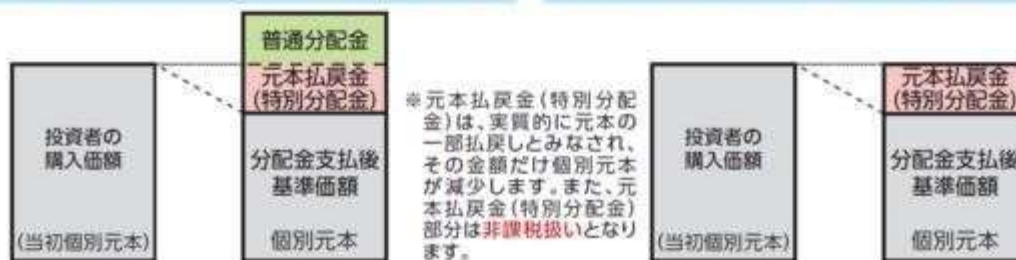 普通分配金
元本払戻金
(特別分配金)
投資者の
購入価額
(当初個別元本)
分配金支払後
基準価額
個別元本
※元本払戻金(特別分配
金)は、実質的に元本の
一部払戻しとみなされ、
その金額だけ個別元本
が減少します。また、元
本払戻金(特別分配金)
部分は非課税扱いとなり
ます。
投資者の
購入価額
(当初個別元本)
元本払戻金
(特別分配金)
分配金支払後
基準価額
個別元本